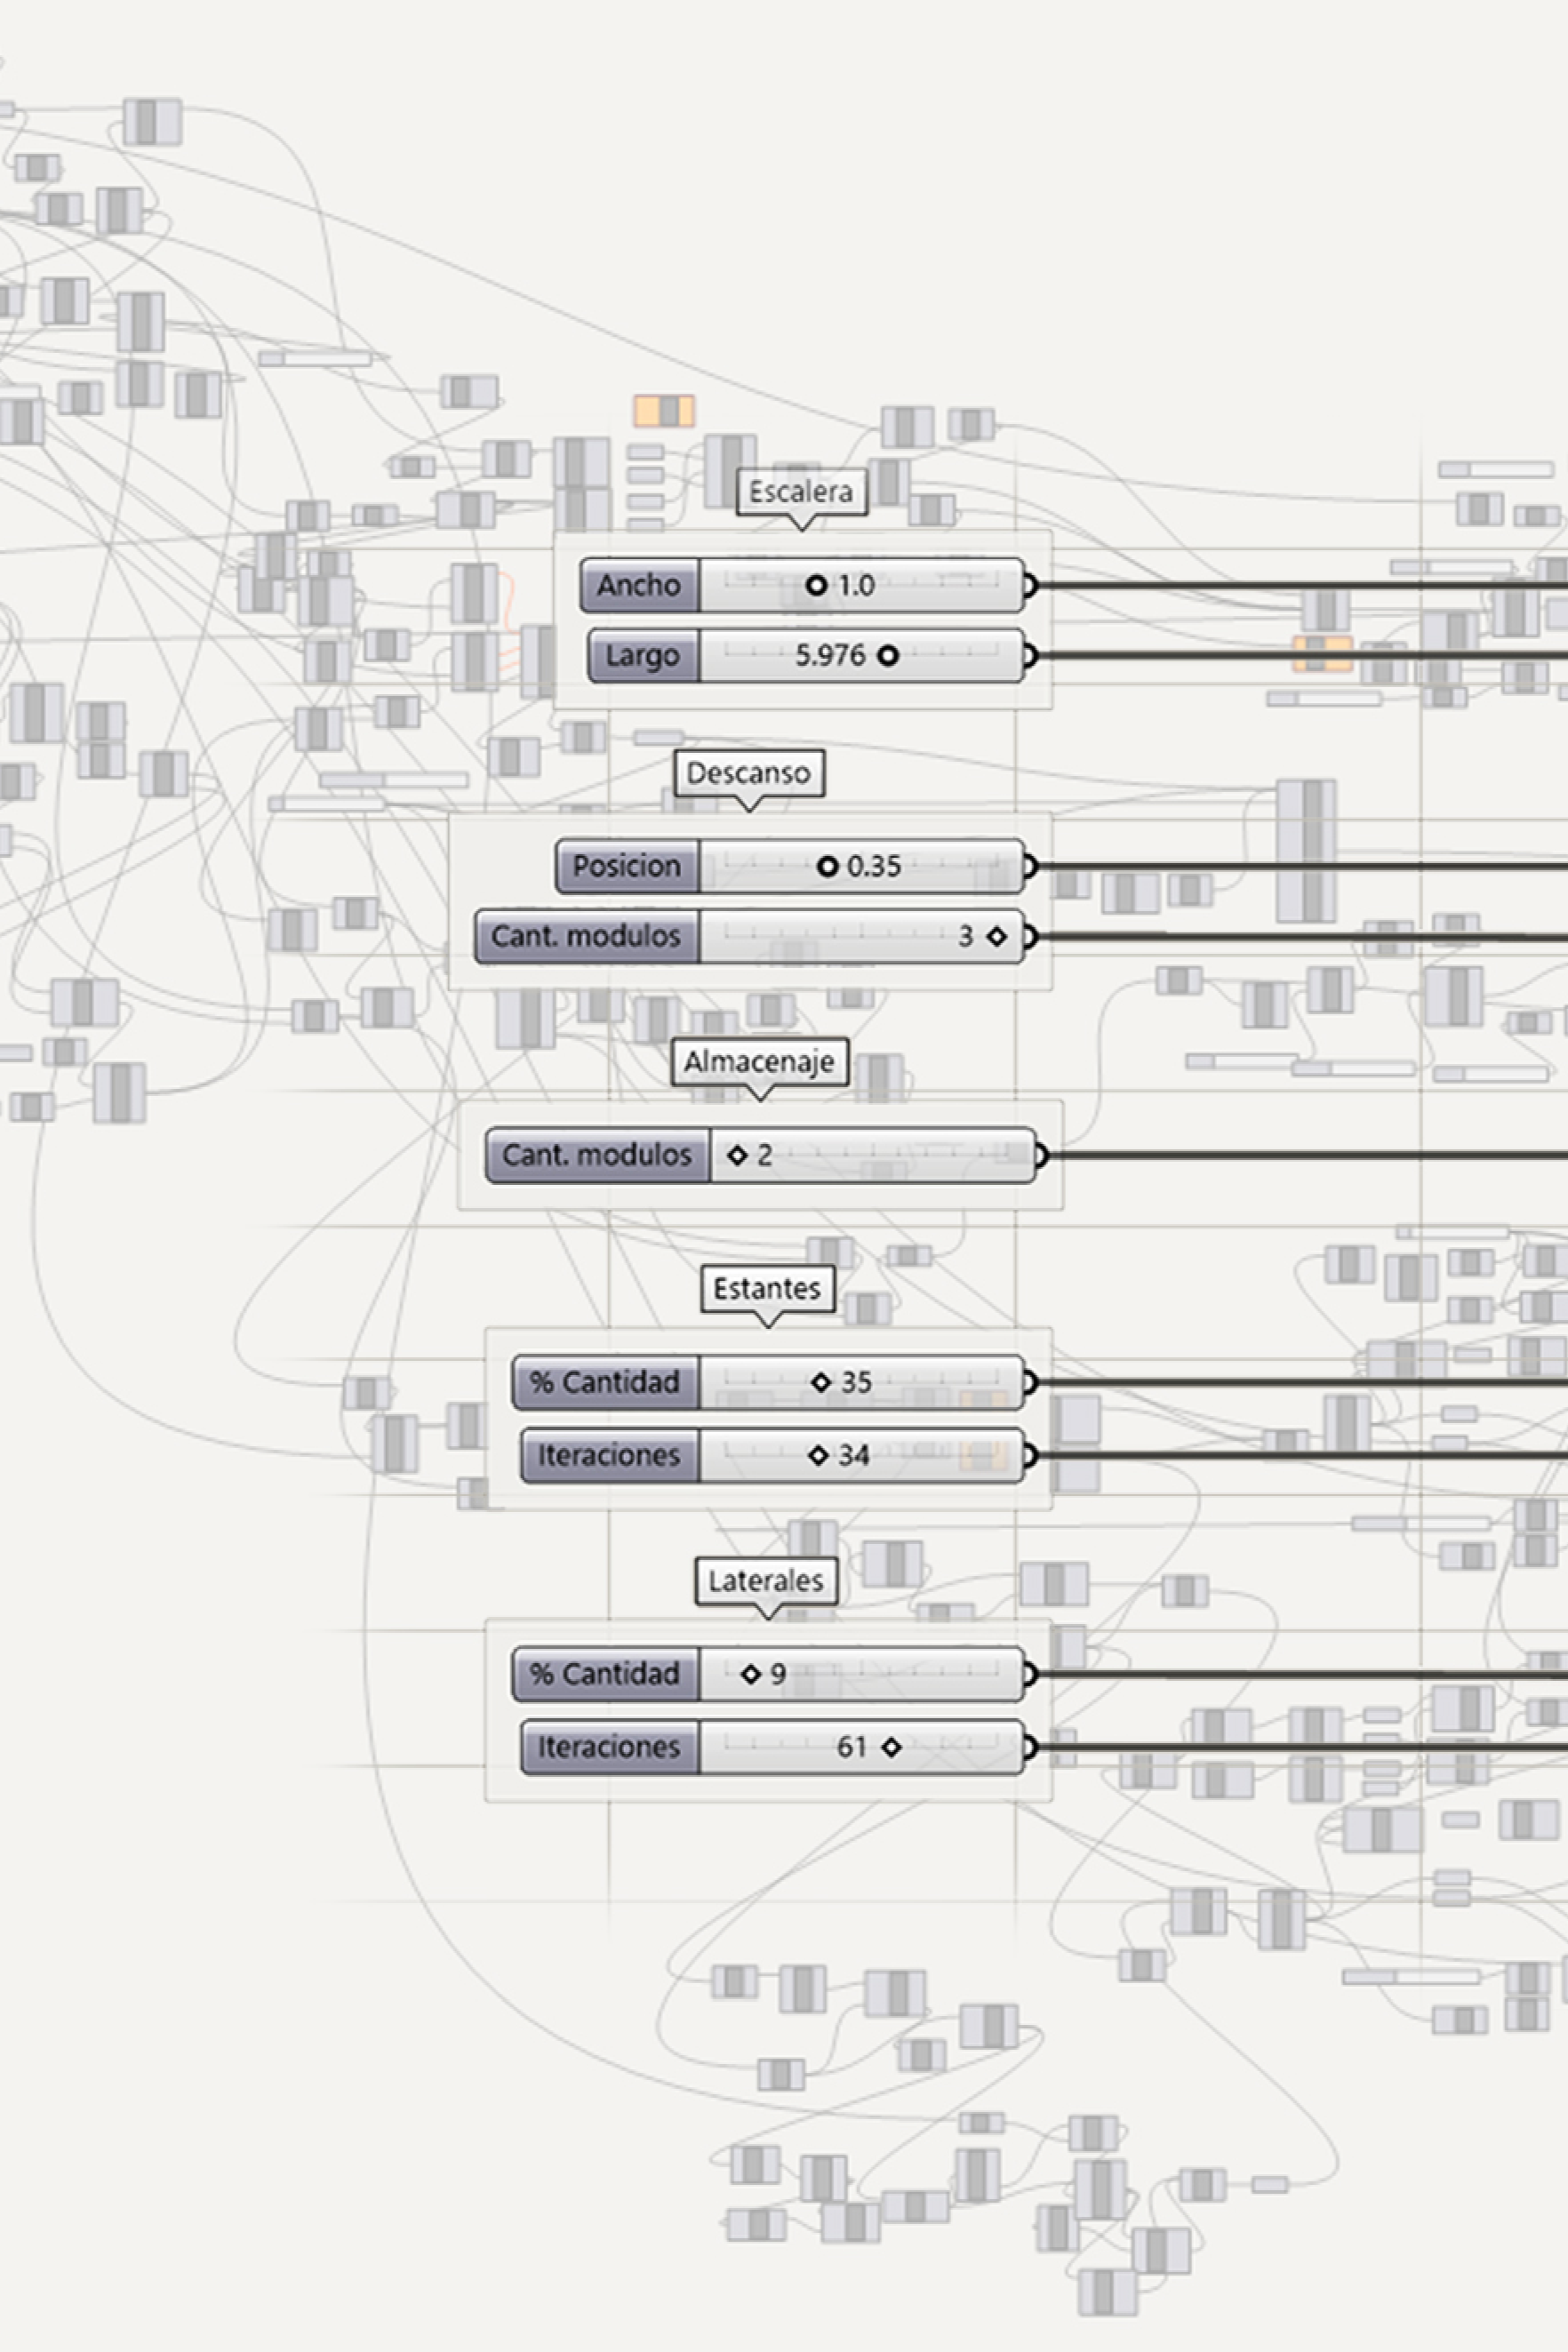 Escalera
Ancho 1.0
Largo 5.976
Descanso
Posicion 0.35
Cant. modulos 3
Almacenaje
Cant. modulos 2
Estantes
% Cantidad 35
Iteraciones 34
Laterales
% Cantidad 9
Iteraciones 61